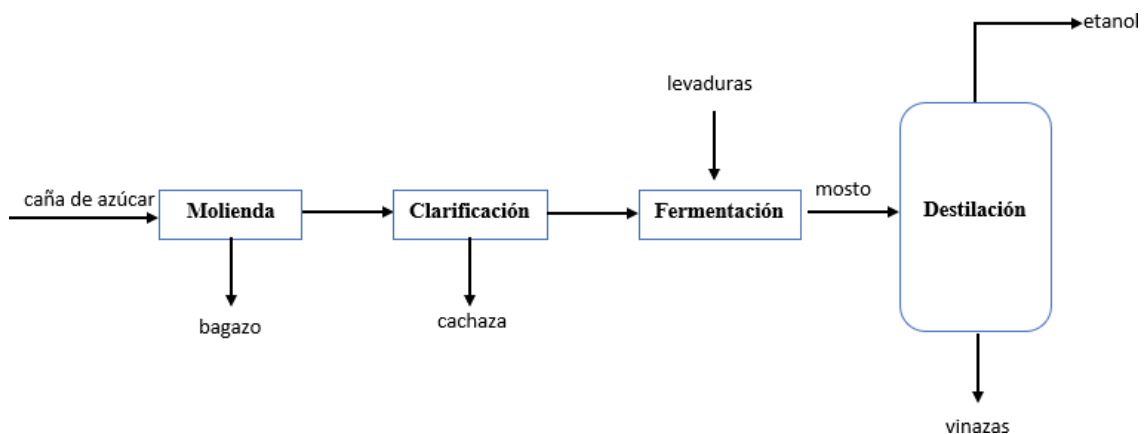 etanol
levaduras
caña de azúcar
Molienda
Clarificación
Fermentación
mosto
Destilación
bagazo
cachaza
vinazas